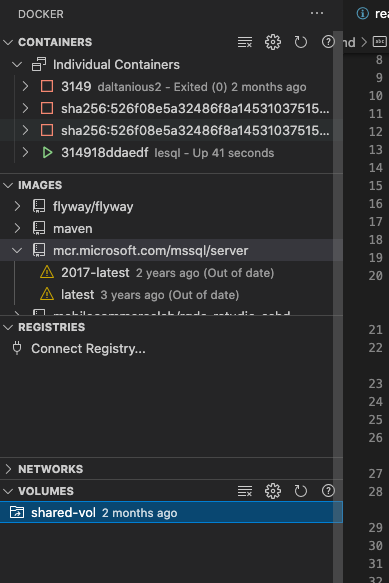 DOCKER
CONTAINERS
Individual Containers
3149 daltanious2 - Exited (0) 2 months ago
sha256:526f08e5a32486f8a14531037515...
sha256:526f08e5a32486f8a14531037515...
314918ddaedf lesql - Up 41 seconds
IMAGES
flyway/flyway
maven
mcr.microsoft.com/mssql/server
2017-latest 2 years ago (Out of date)
latest 3 years ago (Out of date)
REGISTRIES
Connect Registry...
NETWORKS
VOLUMES
shared-vol 2 months ago
rea
nd
8
9
10
11
12
13
14
15
16
17
18
19
20
21
22
23
24
25
26
27
28
29
30
31
32